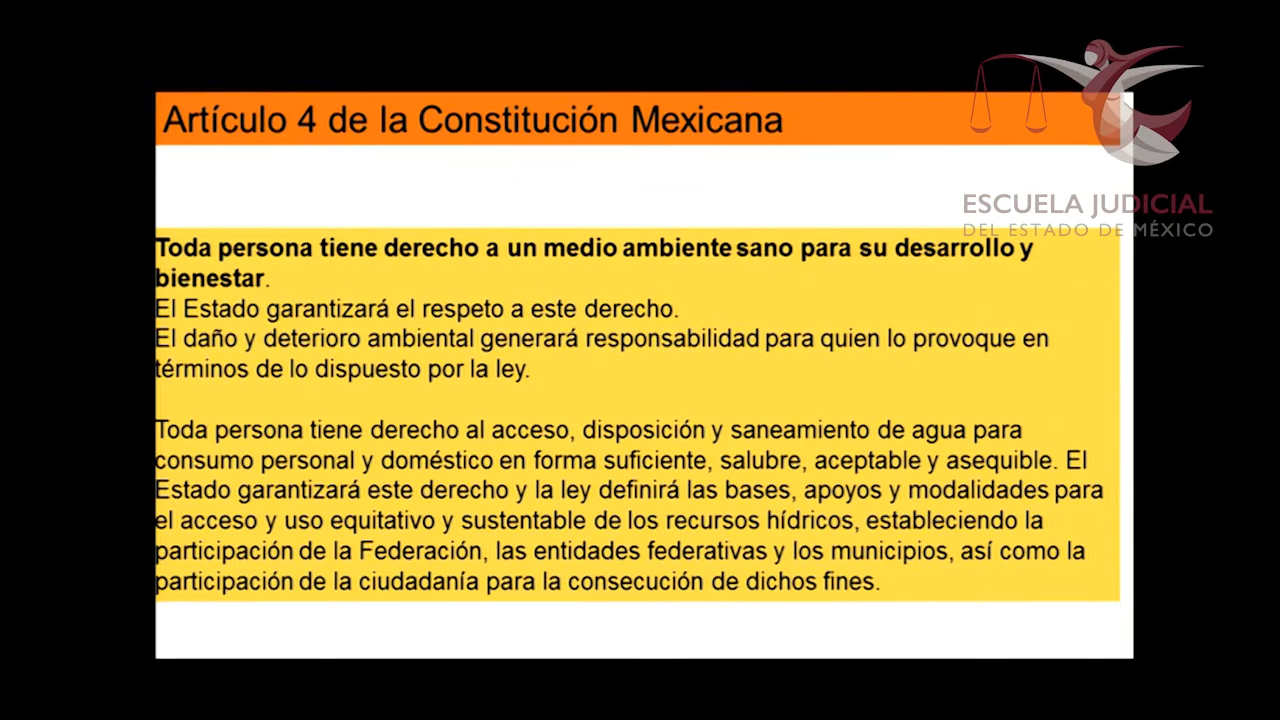 Artículo 4 de la Constitución Mexicana
ESCUELA JUDICIAL
DEL ESTADO DE MÉXICO
Toda persona tiene derecho a un medio ambiente sano para su desarrollo y
bienestar.
El Estado garantizará el respeto a este derecho.
El daño y deterioro ambiental generará responsabilidad para quien lo provoque en
términos de lo dispuesto por la ley.
Toda persona tiene derecho al acceso, disposición y saneamiento de agua para
consumo personal y doméstico en forma suficiente, salubre, aceptable y asequible. El
Estado garantizará este derecho y la ley definirá las bases, apoyos y modalidades para
el acceso y uso equitativo y sustentable de los recursos hídricos, estableciendo la
participación de la Federación, las entidades federativas y los municipios, así como la
participación de la ciudadanía para la consecución de dichos fines.